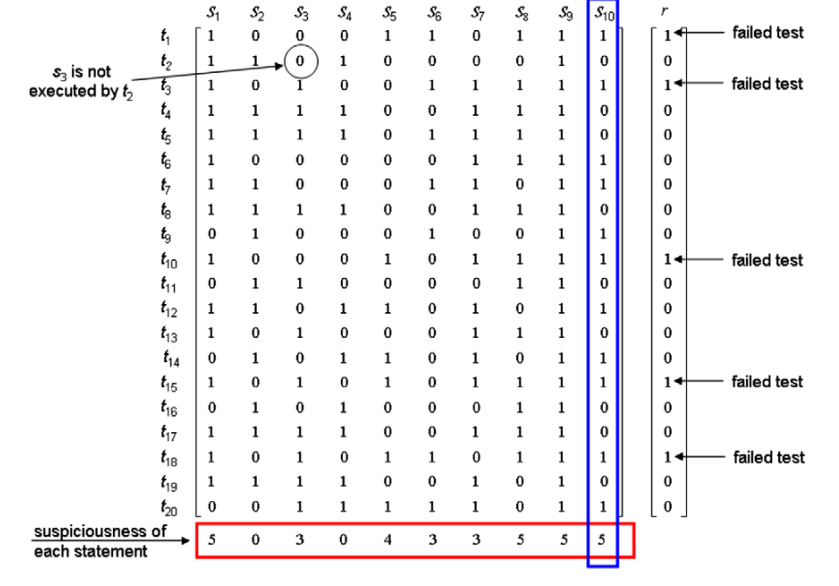 S1 S2 S3 S4 S5 S6 S7 S8 S9 S10 r
t1 1 0 0 0 1 1 0 1 1 1 1 failed test
t2 1 1 0 1 0 0 0 0 1 0 0
s3 is not executed by t2
t3 1 0 1 0 0 1 1 1 1 1 1 failed test
t4 1 1 1 1 0 0 1 1 1 0 0
t5 1 1 1 1 0 1 1 1 1 0 0
t6 1 0 0 0 0 0 1 1 1 1 0
t7 1 1 0 0 0 1 1 0 1 1 0
t8 1 1 1 1 0 0 1 1 1 0 0
t9 0 1 0 0 0 1 0 0 1 1 0
t10 1 0 0 0 1 0 1 1 1 1 1 failed test
t11 0 1 1 0 0 0 0 1 1 0 0
t12 1 1 0 1 1 0 1 0 1 1 0
t13 1 0 1 0 0 0 1 1 1 0 0
t14 0 1 0 1 1 0 1 0 1 1 0
t15 1 0 1 0 1 0 1 1 1 1 1 failed test
t16 0 1 0 1 0 0 0 1 1 0 0
t17 1 1 1 1 0 0 1 1 1 0 0
t18 1 0 1 0 1 1 0 1 1 1 1 failed test
t19 1 1 1 1 0 0 1 0 1 0 0
t20 0 0 1 1 1 1 1 0 1 1 0
suspiciousness of
each statement 5 0 3 0 4 3 3 5 5 5